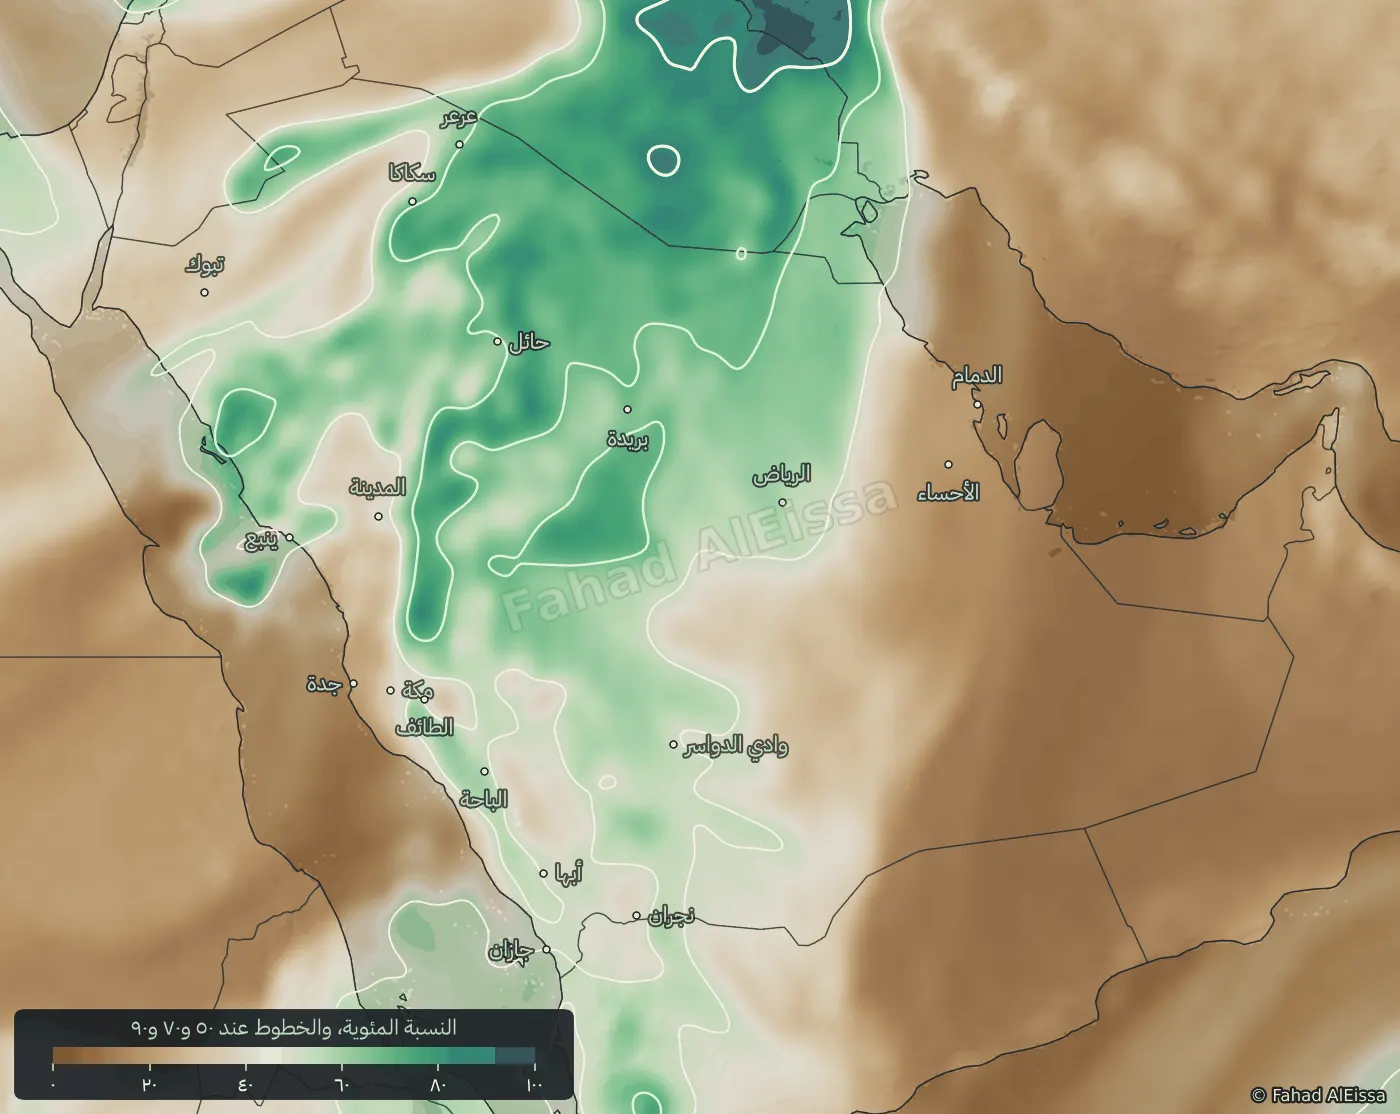 عرعر
سكاكا
تبوك
حائل
الدمام
بريدة
الرياض
المدينة
الأحساء
ينبع
Fahad AlEissa
جدة
مكة
الطائف
وادي الدواسر
الباحة
أبها
نجران
جازان
النسبة المئوية، والخطوط عند ٥٠ و٧٠ و٩٠
٠ ٢٠ ٤٠ ٦٠ ٨٠ ١٠٠
© Fahad AlEissa